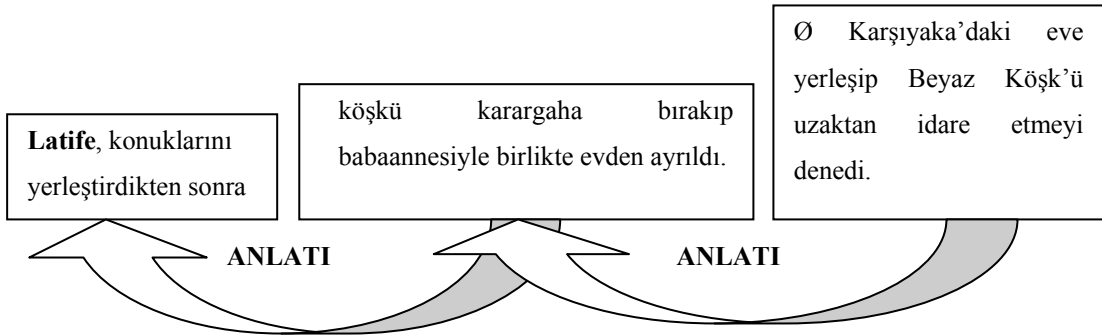 Latife, konuklarını
yerleştirdikten sonra
köşkü karargaha bırakıp
babaannesiyle birlikte evden ayrıldı.
Ø Karşıyaka’daki eve
yerleşip Beyaz Köşk’ü
uzaktan idare etmeyi
denedi.
ANLATI
ANLATI